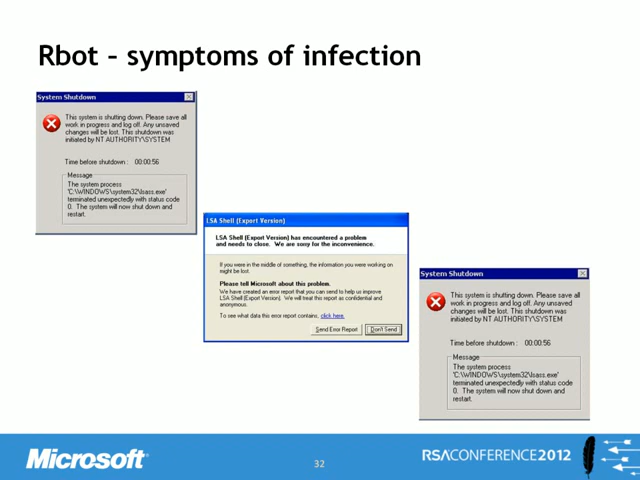 Rbot – symptoms of infection
System Shutdown
This system is shutting down. Please save all
work in progress and log off. Any unsaved
changes will be lost. This shutdown was
initiated by NT AUTHORITY\SYSTEM
Time before shutdown : 00:00:56
Message
The system process
'C:\WINDOWS\system32\lsass.exe'
terminated unexpectedly with status code
0. The system will now shut down and
restart.
LSA Shell (Export Version)
LSA Shell (Export Version) has encountered a problem
and needs to close. We are sorry for the inconvenience.
If you were in the middle of something, the information you were working on
might be lost.
Please tell Microsoft about this problem.
We have created an error report that you can send to help us improve
LSA Shell (Export Version). We will treat this report as confidential and
anonymous.
To see what data this error report contains, click here.
Send Error Report
Don't Send
System Shutdown
This system is shutting down. Please save all
work in progress and log off. Any unsaved
changes will be lost. This shutdown was
initiated by NT AUTHORITY\SYSTEM
Time before shutdown : 00:00:56
Message
The system process
'C:\WINDOWS\system32\lsass.exe'
terminated unexpectedly with status code
0. The system will now shut down and
restart.
Microsoft
32
RSACONFERENCE2012